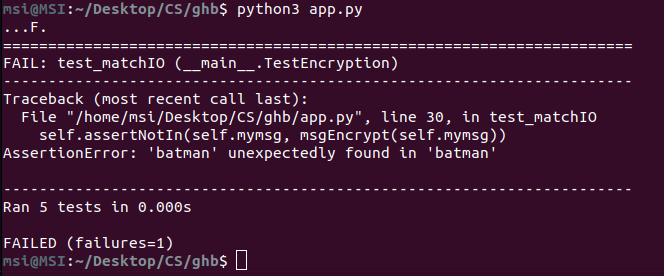 msi@MSI:~/Desktop/CS/ghb$ python3 app.py
...F.
======================================================================
FAIL: test_matchIO (__main__.TestEncryption)
----------------------------------------------------------------------
Traceback (most recent call last):
  File "/home/msi/Desktop/CS/ghb/app.py", line 30, in test_matchIO
    self.assertNotIn(self.mymsg, msgEncrypt(self.mymsg))
AssertionError: 'batman' unexpectedly found in 'batman'

----------------------------------------------------------------------
Ran 5 tests in 0.000s

FAILED (failures=1)
msi@MSI:~/Desktop/CS/ghb$